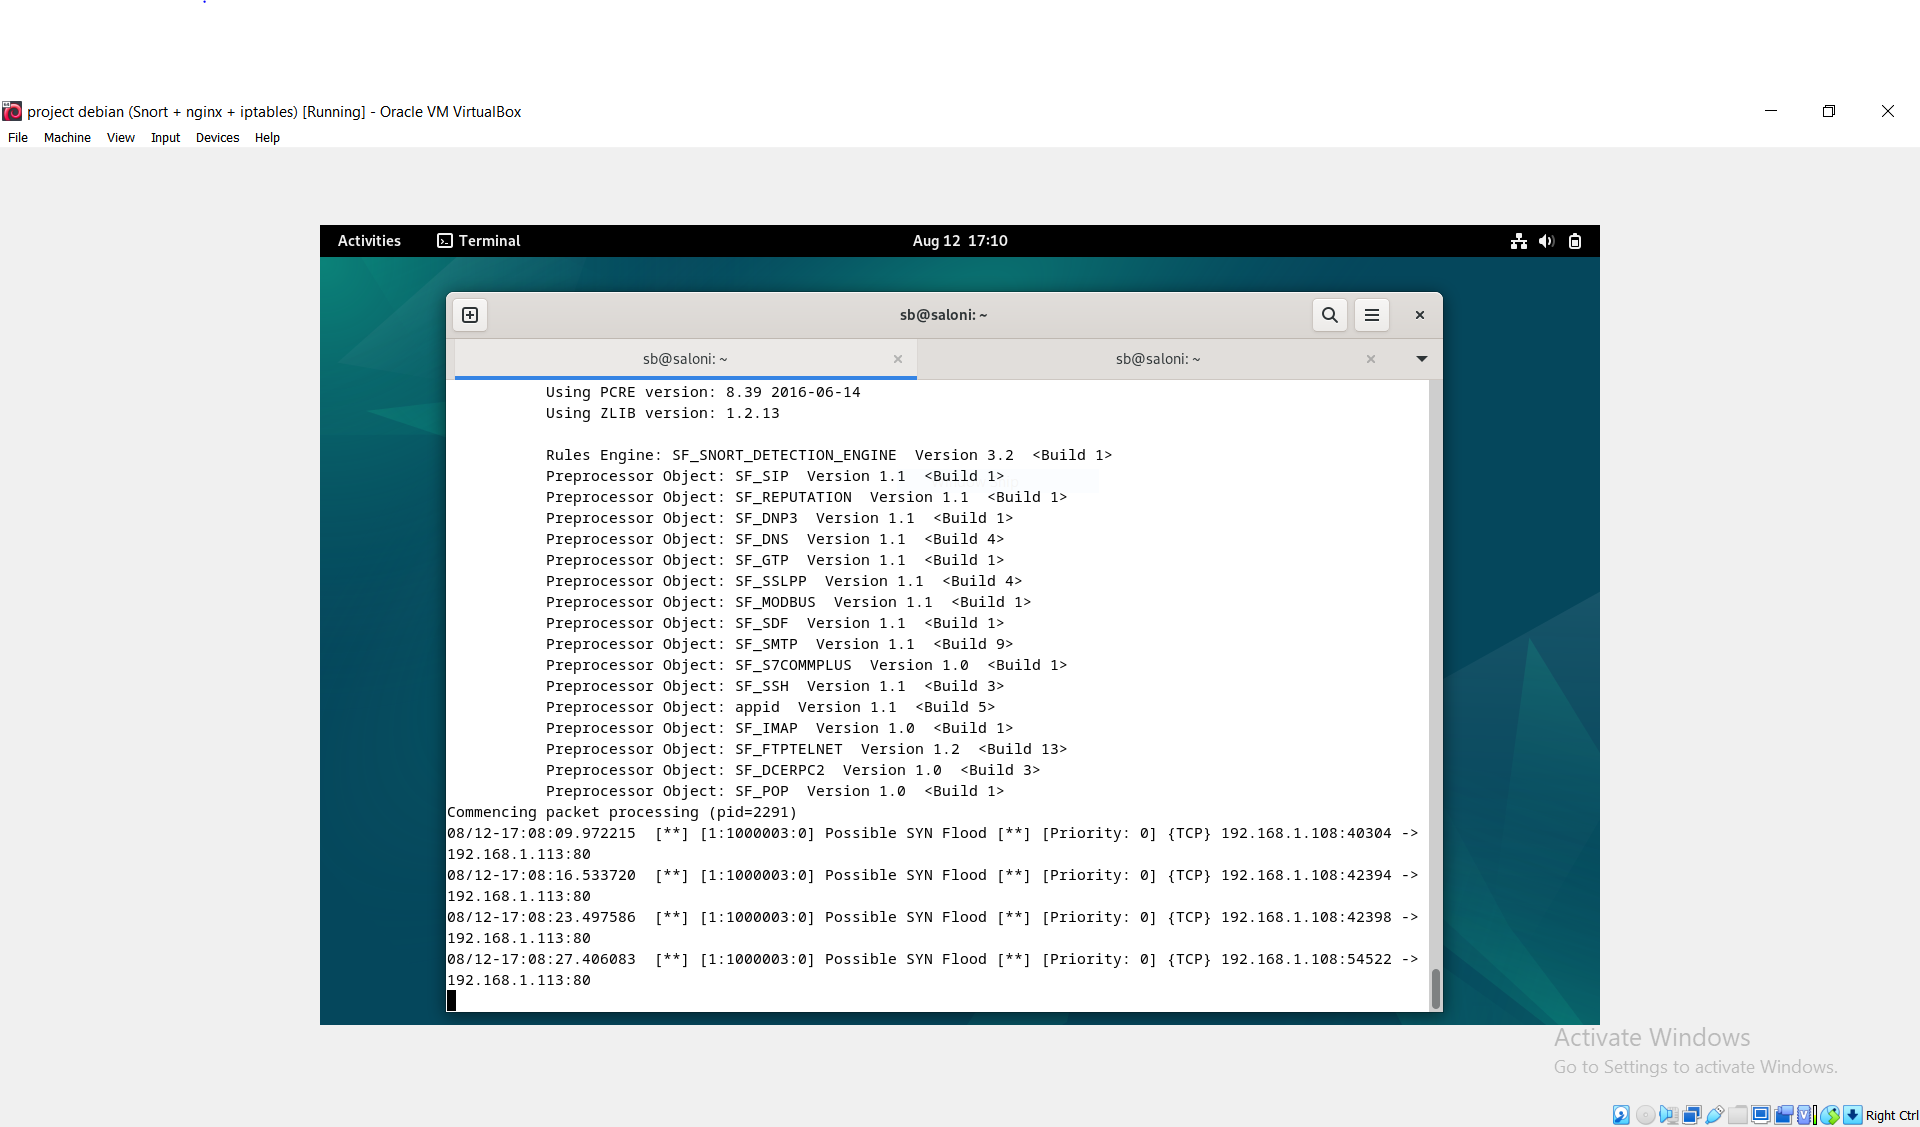 project debian (Snort + nginx + iptables) [Running] - Oracle VM VirtualBox
File Machine View Input Devices Help
Activities Terminal Aug 12 17:10
sb@saloni: ~
sb@saloni: ~ sb@saloni: ~
Using PCRE version: 8.39 2016-06-14
Using ZLIB version: 1.2.13
Rules Engine: SF_SNORT_DETECTION_ENGINE Version 3.2 <Build 1>
Preprocessor Object: SF_SIP Version 1.1 <Build 1>
Preprocessor Object: SF_REPUTATION Version 1.1 <Build 1>
Preprocessor Object: SF_DNP3 Version 1.1 <Build 1>
Preprocessor Object: SF_DNS Version 1.1 <Build 4>
Preprocessor Object: SF_GTP Version 1.1 <Build 1>
Preprocessor Object: SF_SSLPP Version 1.1 <Build 4>
Preprocessor Object: SF_MODBUS Version 1.1 <Build 1>
Preprocessor Object: SF_SDF Version 1.1 <Build 1>
Preprocessor Object: SF_SMTP Version 1.1 <Build 9>
Preprocessor Object: SF_S7COMMPLUS Version 1.0 <Build 1>
Preprocessor Object: SF_SSH Version 1.1 <Build 3>
Preprocessor Object: appid Version 1.1 <Build 5>
Preprocessor Object: SF_IMAP Version 1.0 <Build 1>
Preprocessor Object: SF_FTPTELNET Version 1.2 <Build 13>
Preprocessor Object: SF_DCERPC2 Version 1.0 <Build 3>
Preprocessor Object: SF_POP Version 1.0 <Build 1>
Commencing packet processing (pid=2291)
08/12-17:08:09.972215 [**] [1:1000003:0] Possible SYN Flood [**] [Priority: 0] {TCP} 192.168.1.108:40304 ->
192.168.1.113:80
08/12-17:08:16.533720 [**] [1:1000003:0] Possible SYN Flood [**] [Priority: 0] {TCP} 192.168.1.108:42394 ->
192.168.1.113:80
08/12-17:08:23.497586 [**] [1:1000003:0] Possible SYN Flood [**] [Priority: 0] {TCP} 192.168.1.108:42398 ->
192.168.1.113:80
08/12-17:08:27.406083 [**] [1:1000003:0] Possible SYN Flood [**] [Priority: 0] {TCP} 192.168.1.108:54522 ->
192.168.1.113:80
Activate Windows
Go to Settings to activate Windows.
Right Ctrl